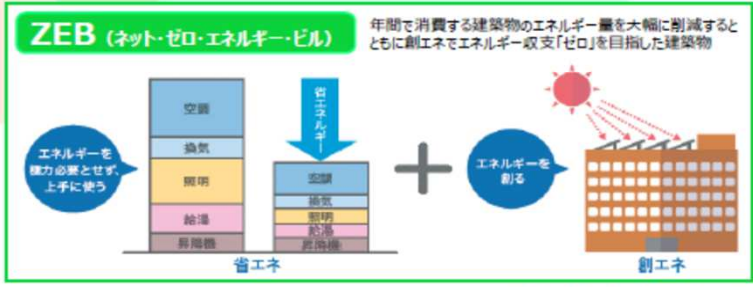 ZEB (ネット・ゼロ・エネルギー・ビル)
年間で消費する建築物のエネルギー量を大幅に削減すると
ともに創エネでエネルギー収支「ゼロ」を目指した建築物
エネルギーを
極力必要とせず、
上手に使う
空調
換気
照明
給湯
昇降機
省エネルギー
空調
換気
照明
給湯
昇降機
省エネ
エネルギーを
創る
創エネ